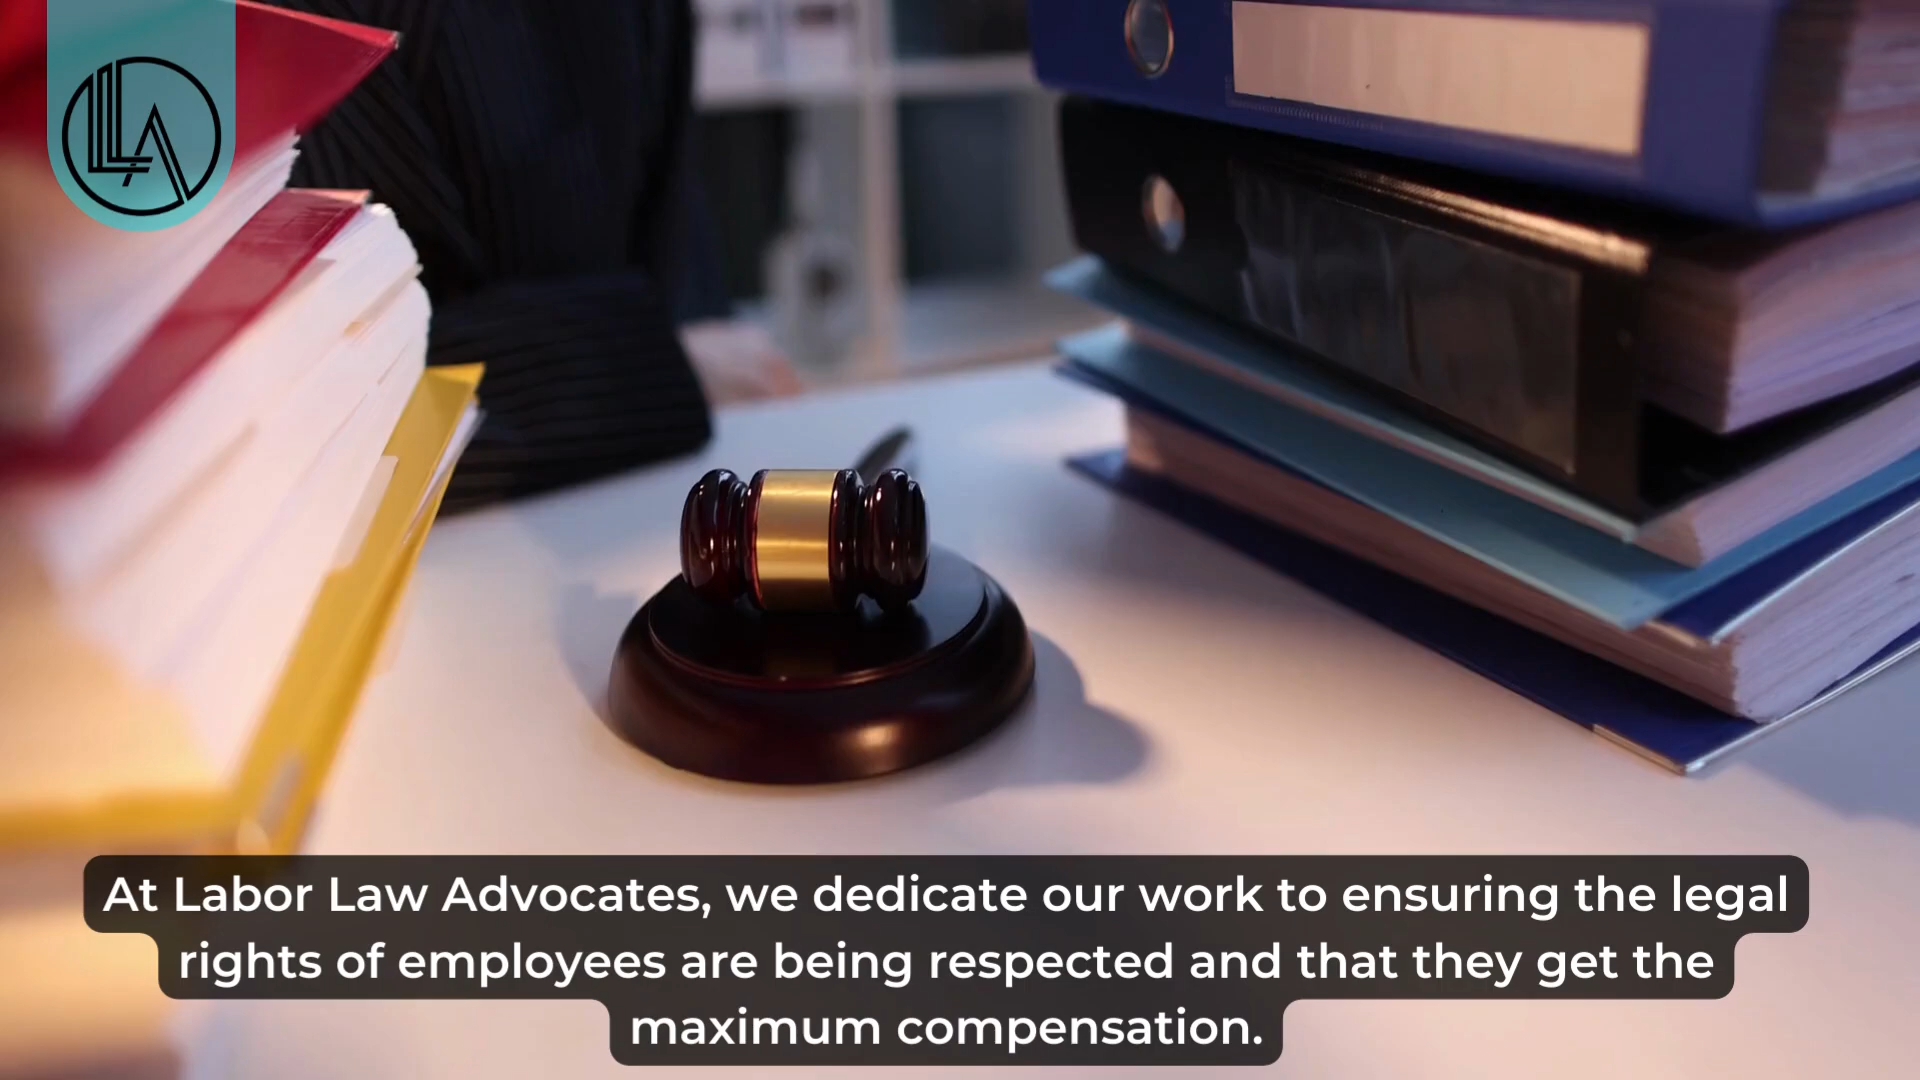 LLA
At Labor Law Advocates, we dedicate our work to ensuring the legal
rights of employees are being respected and that they get the
maximum compensation.